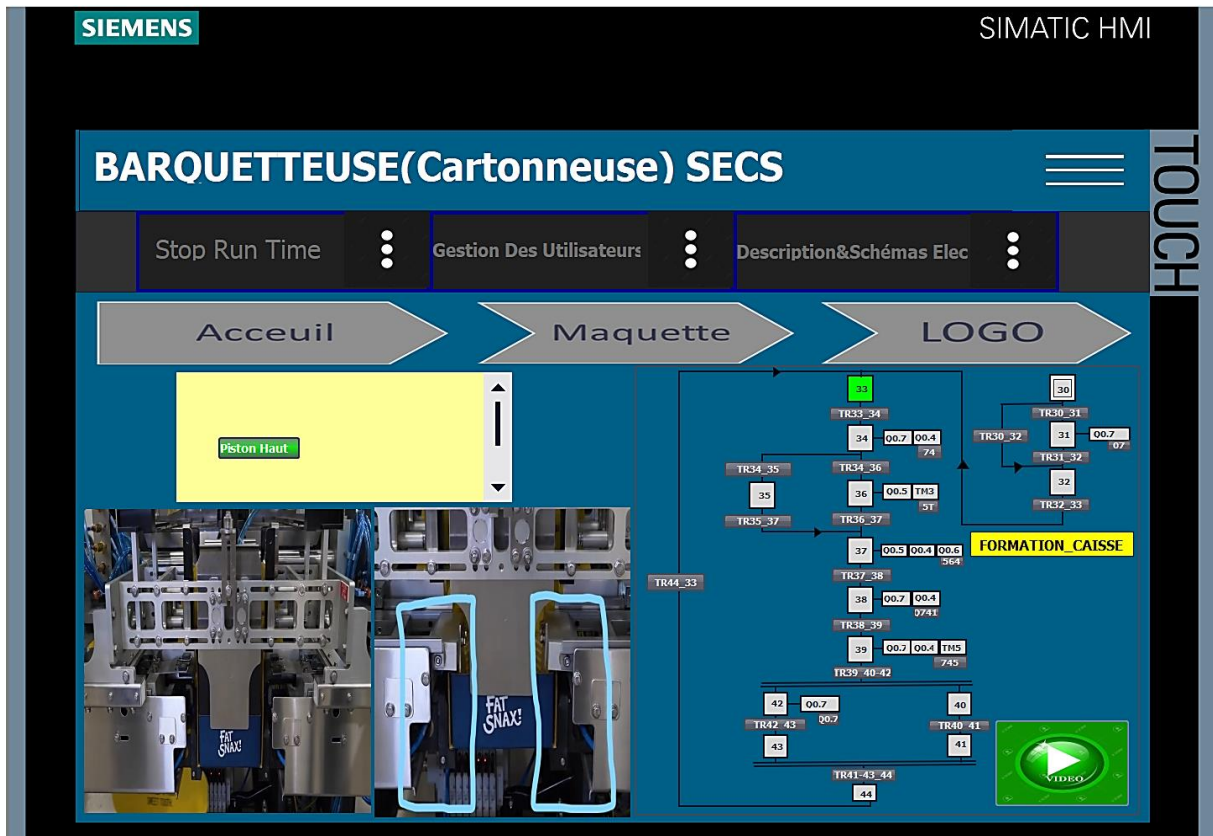 SIEMENS
SIMATIC HMI
TOUCH
BARQUETTEUSE(Cartonneuse) SECS
Stop Run Time
Gestion Des Utilisateurs
Description&Schémas Elec
Acceuil
Maquette
LOGO
Piston Haut
33
TR33_34
34 Q0.7 Q0.4
74
TR34_35 TR34_36
35 36 Q0.5 TM3
5T
TR35_37 TR36_37
37 Q0.5 Q0.4 Q0.6
564
TR37_38
TR44_33
38 Q0.7 Q0.4
0741
TR38_39
39 Q0.7 Q0.4 TM5
745
TR39_40-42
42 Q0.7 40
Q0.7
TR42_43 TR40_41
43 41
TR41-43_44
44
30
TR30_31
TR30_32 31 Q0.7
07
TR31_32
32
TR32_33
FORMATION_CAISSE
FAT
SNAX!
FAT
SNAX!
VIDEO